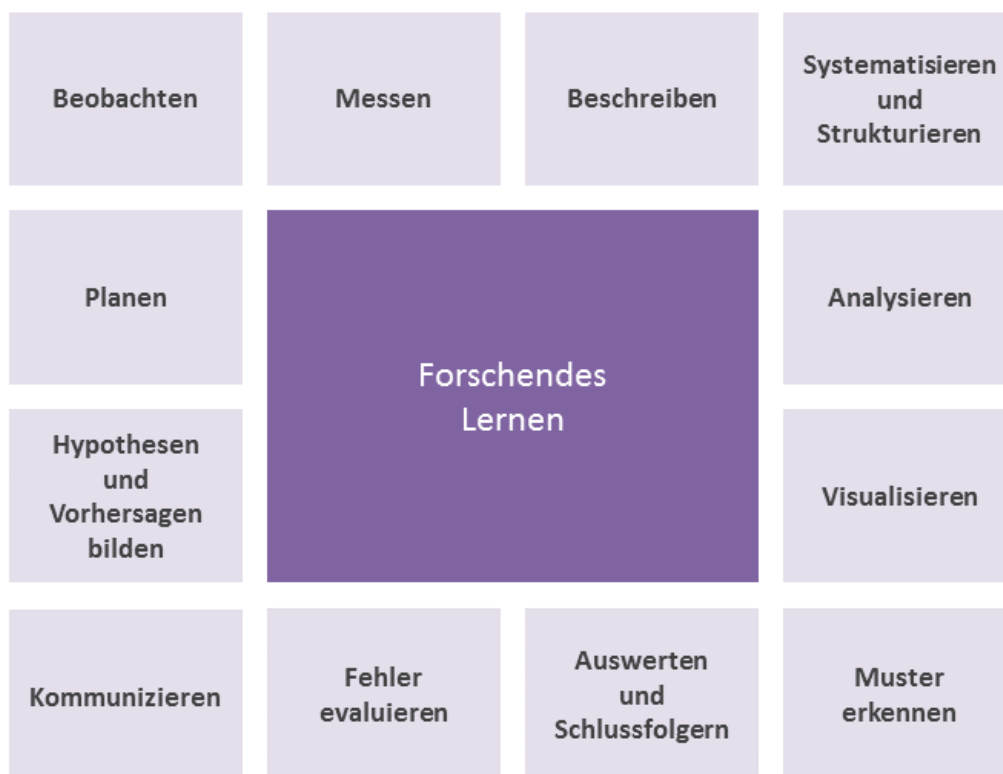 Beobachten
Messen
Beschreiben
Systematisieren
und
Strukturieren
Planen
Forschendes
Lernen
Analysieren
Hypothesen
und
Vorhersagen
bilden
Visualisieren
Kommunizieren
Fehler
evaluieren
Auswerten
und
Schlussfolgern
Muster
erkennen